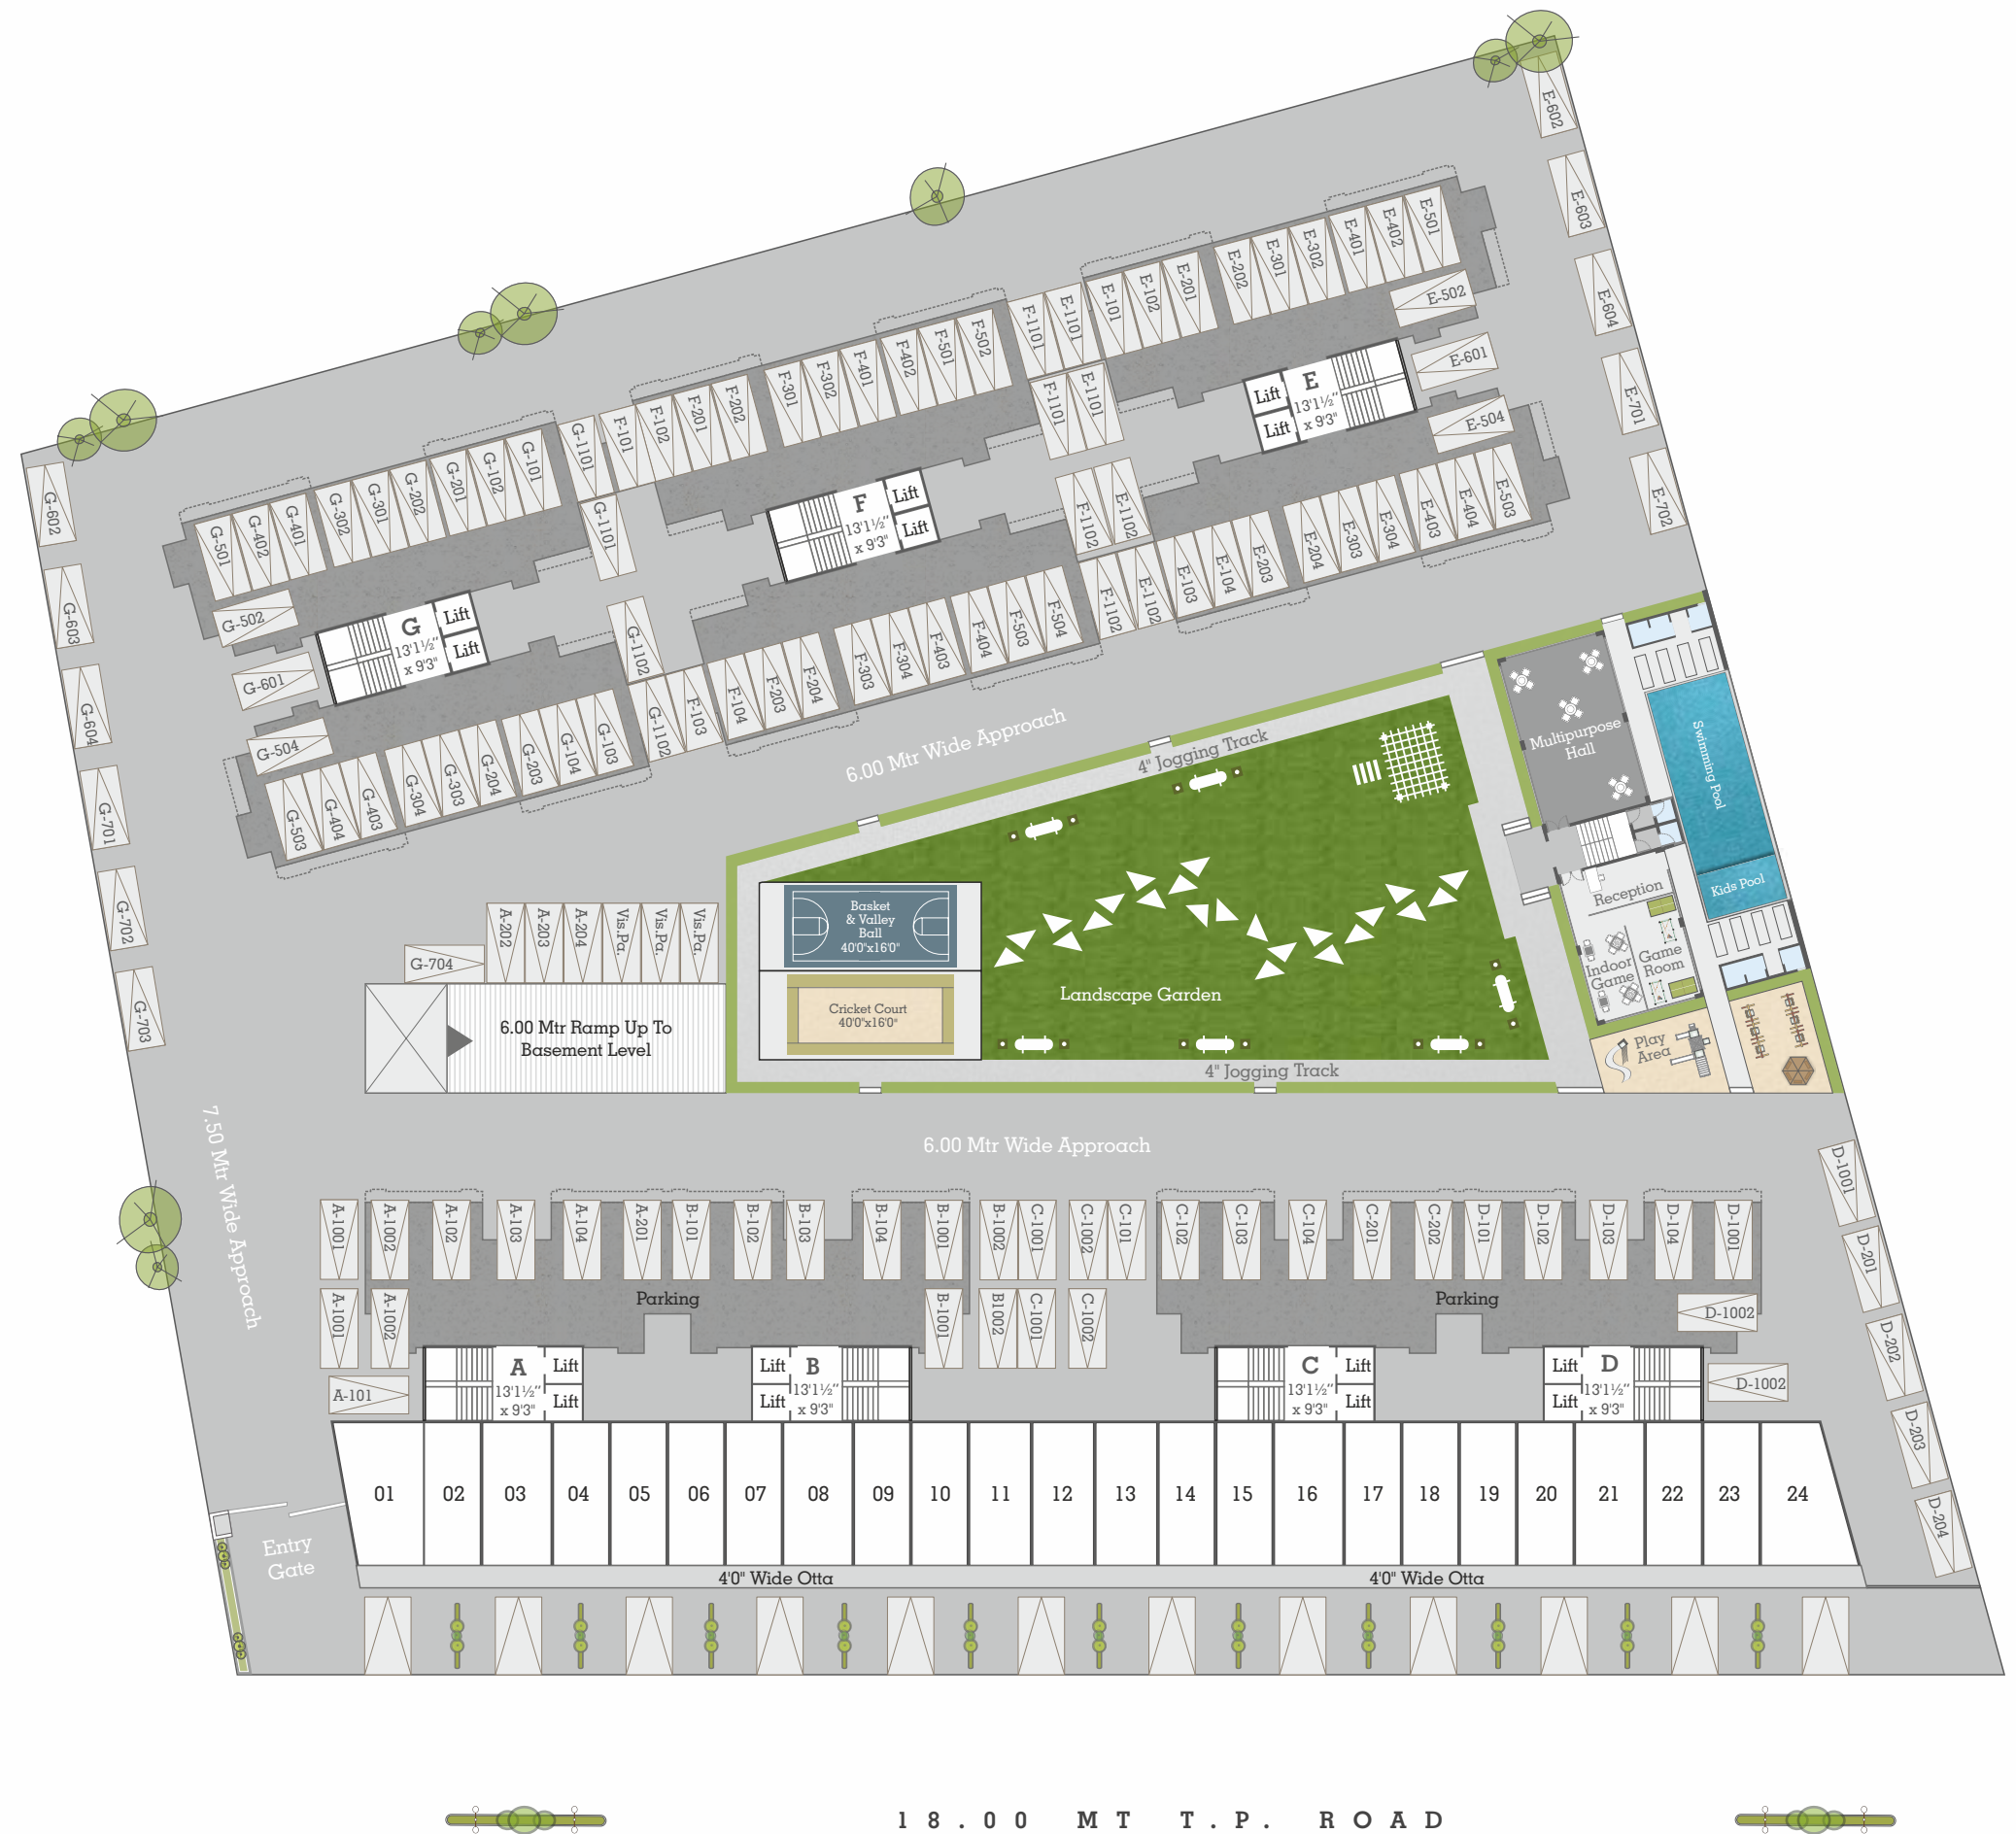 E-602
E-603
E-604
E-701
E-702
G-602
G-603
G-604
G-701
G-702
G-703
G-501
G-402
G-401
G-302
G-301
G-202
G-201
G-102
G-101
G-1101
F-101
F-102
F-201
F-202
F-301
F-302
F-401
F-402
F-501
F-502
F-1101
E-1101
E-101
E-102
E-201
E-202
E-301
E-302
E-401
E-402
E-501
E-502
E-601
E-504
G-1101
F-1101
E-1101
Lift
Lift
E
13'1½"
x 9'3"
F
13'1½"
x 9'3"
Lift
Lift
G
13'1½"
x 9'3"
Lift
Lift
G-502
G-601
G-504
G-503
G-404
G-403
G-304
G-303
G-204
G-203
G-104
G-103
G-1102
G-1102
F-103
F-104
F-203
F-204
F-303
F-304
F-403
F-404
F-503
F-504
F-1102
E-1102
F-1102
E-1102
E-103
E-104
E-203
E-204
E-303
E-304
E-403
E-404
E-503
6.00 Mtr Wide Approach
4" Jogging Track
Multipurpose
Hall
Swimming Pool
Kids Pool
Reception
Indoor
Game
Game
Room
Play
Area
A-202
A-203
A-204
Vis.Pa.
Vis.Pa.
Vis.Pa.
G-704
6.00 Mtr Ramp Up To
Basement Level
Basket
& Valley
Ball
40'0"x16'0"
Cricket Court
40'0"x16'0"
Landscape Garden
4" Jogging Track
6.00 Mtr Wide Approach
7.50 Mtr Wide Approach
A-1001
A-1002
A-102
A-103
A-104
A-201
B-101
B-102
B-103
B-104
B-1001
B-1002
C-1001
C-1002
C-101
C-102
C-103
C-104
C-201
C-202
D-101
D-102
D-103
D-104
D-1001
D-1001
D-201
D-202
D-203
D-204
A-1001
A-1002
Parking
B-1001
B1002
C-1001
C-1002
Parking
D-1002
D-1002
A-101
A
13'1½"
x 9'3"
Lift
Lift
Lift
Lift
B
13'1½"
x 9'3"
C
13'1½"
x 9'3"
Lift
Lift
Lift
Lift
D
13'1½"
x 9'3"
01 02 03 04 05 06 07 08 09 10 11 12 13 14 15 16 17 18 19 20 21 22 23 24
Entry
Gate
4'0" Wide Otta
4'0" Wide Otta
18.00 MT T.P. ROAD